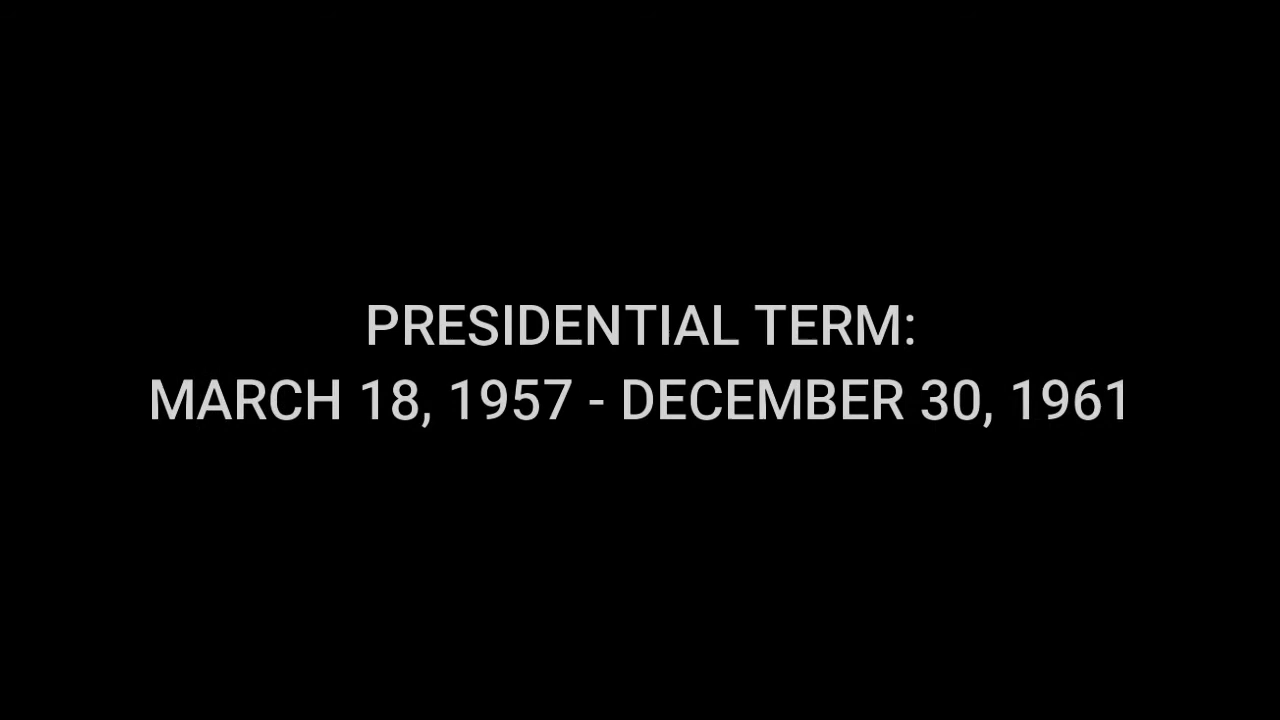 PRESIDENTIAL TERM:
MARCH 18, 1957 - DECEMBER 30, 1961